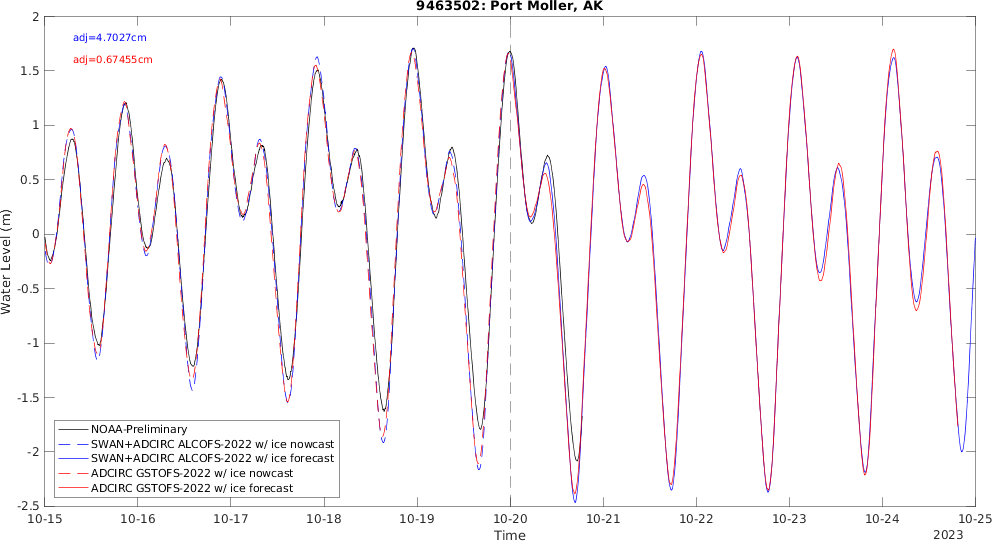 9463502: Port Moller, AK
adj=4.7027cm
adj=0.67455cm
Water Level (m)
2
1.5
1
0.5
0
-0.5
-1
-1.5
-2
-2.5
NOAA-Preliminary
SWAN+ADCIRC ALCOFS-2022 w/ ice nowcast
SWAN+ADCIRC ALCOFS-2022 w/ ice forecast
ADCIRC GSTOFS-2022 w/ ice nowcast
ADCIRC GSTOFS-2022 w/ ice forecast
10-15 10-16 10-17 10-18 10-19 10-20 10-21 10-22 10-23 10-24 10-25
Time
2023